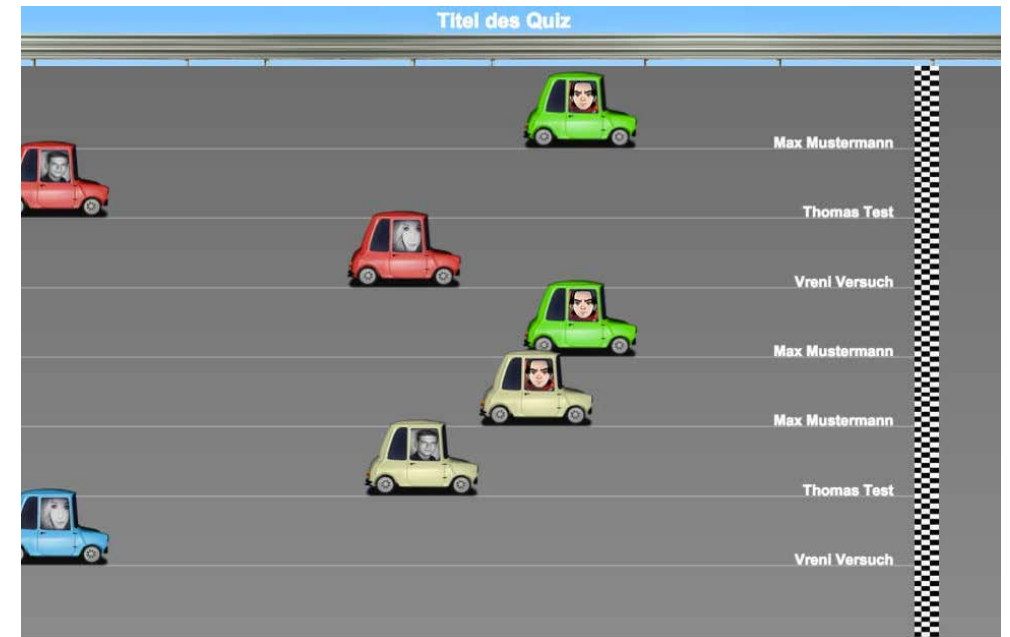 Titel des Quiz
Max Mustermann
Thomas Test
Vreni Versuch
Max Mustermann
Max Mustermann
Thomas Test
Vreni Versuch